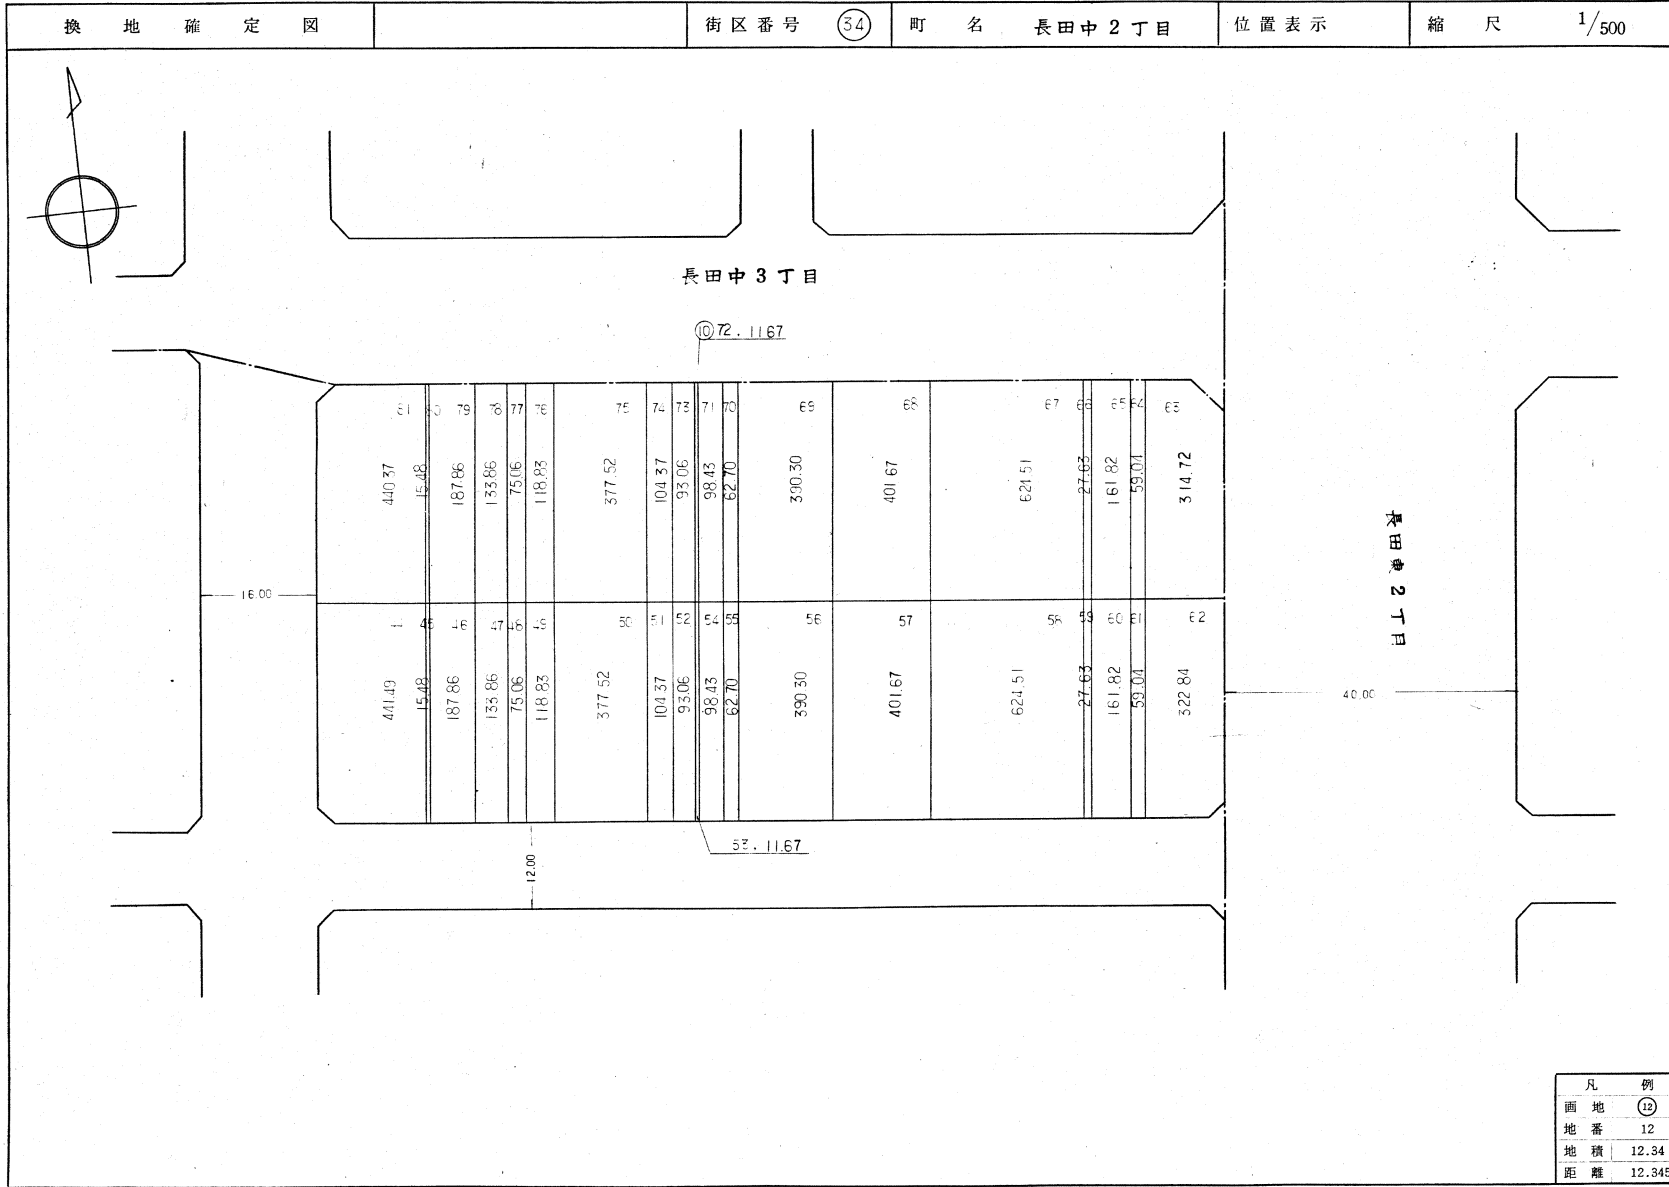 換地確定図 街区番号 ㉞ 町名 長田中2丁目 位置表示 縮尺 1/500
長田中3丁目
⑩72.11.67
81 79 78 77 76 75 74 73 71 70 69 68 67 66 65 64 63
440.37 15.48 187.86 133.86 75.06 118.83 377.52 104.37 93.06 98.43 62.70 390.30 401.67 624.51 27.63 161.82 59.04 314.72
長田東2丁目
16.00
45 46 47 48 49 50 51 52 54 55 56 57 58 59 60 61 62
441.49 15.48 187.86 133.86 75.06 118.83 377.52 104.37 93.06 98.43 62.70 390.30 401.67 624.51 27.63 161.82 59.04 322.84
40.00
53.11.67
12.00
凡例
画地 ⑫
地番 12
地積 12.34
距離 12.345